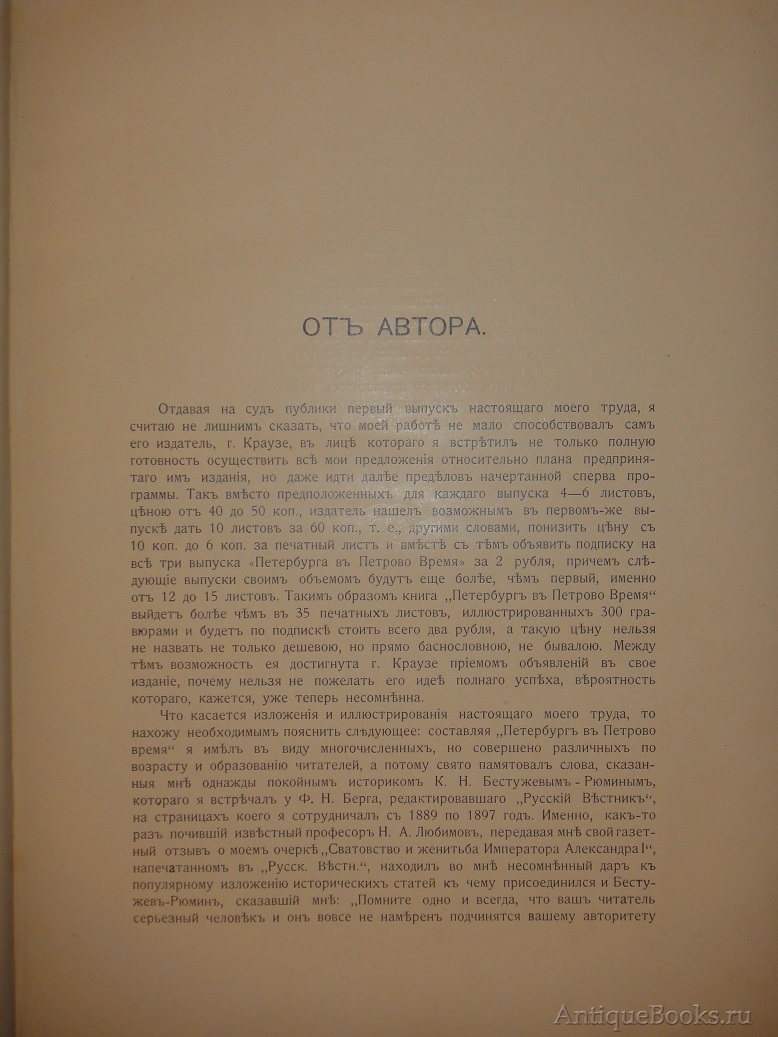 ОТЪ АВТОРА.
Отдавая на судъ публики первый выпускъ настоящаго моего труда, я
считаю не лишнимъ сказать, что моей работѣ не мало способствовалъ самъ
его издатель, г. Краузе, въ лицѣ котораго я встрѣтилъ не только полную
готовность осуществить всѣ мои предложенія относительно плана предприня-
таго имъ изданія, но даже идти далѣе предѣловъ начертанной сперва про-
граммы. Такъ вмѣсто предположенныхъ для каждаго выпуска 4—6 листовъ,
цѣною отъ 40 до 50 коп., издатель нашелъ возможнымъ въ первомъ-же вы-
пускѣ дать 10 листовъ за 60 коп., т. е., другими словами, понизить цѣну съ
10 коп. до 6 коп. за печатный листъ и вмѣстѣ съ тѣмъ объявить подписку на
всѣ три выпуска «Петербурга въ Петрово Время» за 2 рубля, причемъ слѣ-
дующіе выпуски своимъ объемомъ будутъ еще болѣе, чѣмъ первый, именно
отъ 12 до 15 листовъ. Такимъ образомъ книга „Петербургъ въ Петрово Время“
выйдетъ болѣе чѣмъ въ 35 печатныхъ листовъ, иллюстрированныхъ 300 гра-
вюрами и будетъ по подпискѣ стоить всего два рубля, а такую цѣну нельзя
не назвать не только дешевою, но прямо баснословною, не бывалою. Между
тѣмъ возможность ея достигнута г. Краузе пріемомъ объявленій въ свое
изданіе, почему нельзя не пожелать его идеѣ полнаго успѣха, вѣроятность
котораго, кажется, уже теперь несомнѣнна.
Что касается изложенія и иллюстрированія настоящаго моего труда, то
нахожу необходимымъ пояснить слѣдующее: составляя „Петербургъ въ Петрово
время“ я имѣлъ въ виду многочисленныхъ, но совершено различныхъ по
возрасту и образованію читателей, а потому свято памятовалъ слова, сказан-
ныя мнѣ однажды покойнымъ историкомъ К. Н. Бестужевымъ-Рюминымъ,
котораго я встрѣчалъ у Ф. Н. Берга, редактировавшаго „Русскій Вѣстникъ“,
на страницахъ коего я сотрудничалъ съ 1889 по 1897 годъ. Именно, какъ-то
разъ почившій извѣстный професоръ Н. А. Любимовъ, передавая мнѣ свой газет-
ный отзывъ о моемъ очеркѣ „Сватовство и женитьба Императора Александра I“,
напечатанномъ въ „Русск. Вѣстн.“, находилъ во мнѣ несомнѣнный даръ къ
популярному изложенію историческихъ статей къ чему присоединился и Бесту-
жевъ-Рюминъ, сказавшій мнѣ: „Помните одно и всегда, что вашъ читатель
серьезный человѣкъ и онъ вовсе не намѣренъ подчинятся вашему авторитету
AntiqueBooks.ru